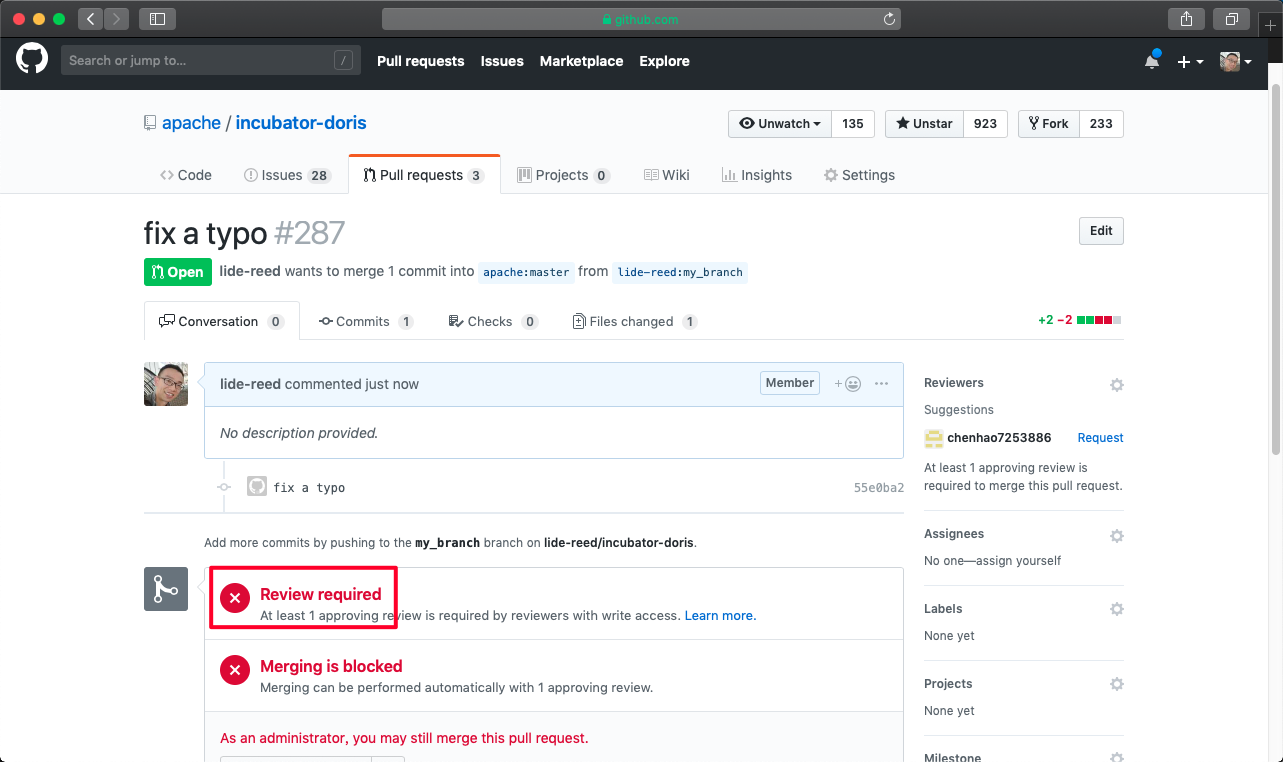 github.com
Search or jump to... /
Pull requests Issues Marketplace Explore
apache / incubator-doris
Unwatch 135 Unstar 923 Fork 233
Code Issues 28 Pull requests 3 Projects 0 Wiki Insights Settings
fix a typo #287
Edit
Open lide-reed wants to merge 1 commit into apache:master from lide-reed:my_branch
Conversation 0 Commits 1 Checks 0 Files changed 1
+2 −2
lide-reed commented just now
Member
No description provided.
fix a typo 55e0ba2
Add more commits by pushing to the my_branch branch on lide-reed/incubator-doris.
Review required
At least 1 approving review is required by reviewers with write access. Learn more.
Merging is blocked
Merging can be performed automatically with 1 approving review.
As an administrator, you may still merge this pull request.
Reviewers
Suggestions
chenhao7253886 Request
At least 1 approving review is
required to merge this pull request.
Assignees
No one—assign yourself
Labels
None yet
Projects
None yet
Milestone